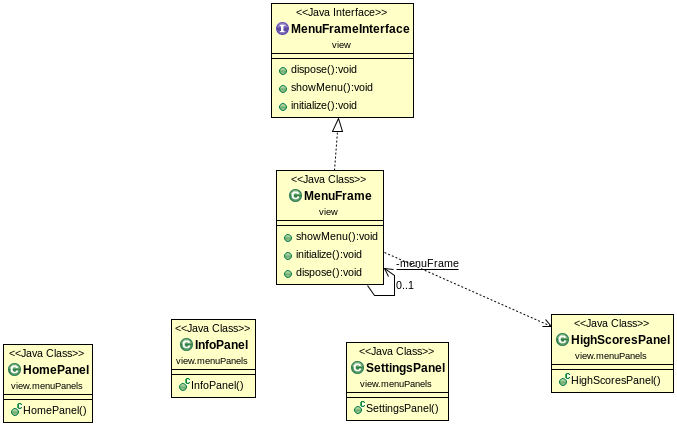 <<Java Interface>>
MenuFrameInterface
view
dispose():void
showMenu():void
initialize():void
<<Java Class>>
MenuFrame
view
showMenu():void
initialize():void
dispose():void
-menuFrame
0..1
<<Java Class>>
HomePanel
view.menuPanels
HomePanel()
<<Java Class>>
InfoPanel
view.menuPanels
InfoPanel()
<<Java Class>>
SettingsPanel
view.menuPanels
SettingsPanel()
<<Java Class>>
HighScoresPanel
view.menuPanels
HighScoresPanel()